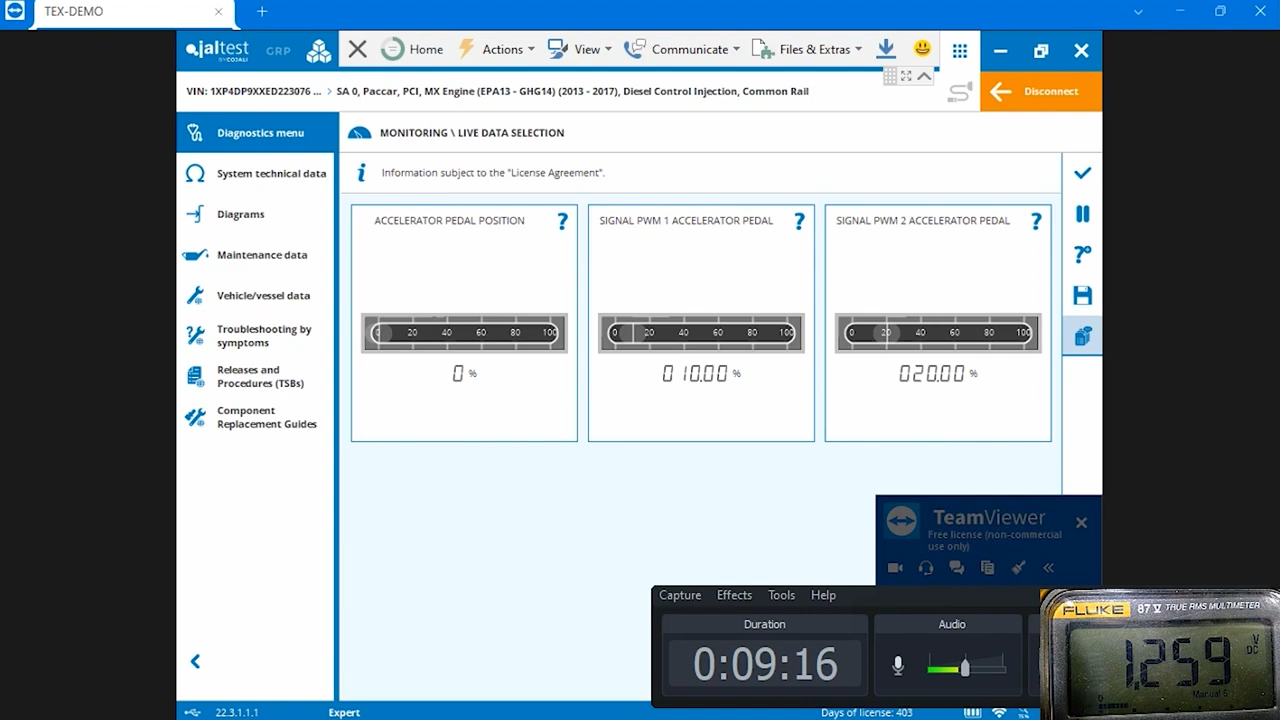 TEX-DEMO
jaltest
BY COJALI
GRP
Home
Actions
View
Communicate
Files & Extras
VIN: 1XP4DP9XXED223076 ... > SA 0, Paccar, PCI, MX Engine (EPA13 - GHG14) (2013 - 2017), Diesel Control Injection, Common Rail
Disconnect
Diagnostics menu
MONITORING \ LIVE DATA SELECTION
System technical data
Information subject to the "License Agreement".
Diagrams
Maintenance data
Vehicle/vessel data
Troubleshooting by
symptoms
Releases and
Procedures (TSBs)
Component
Replacement Guides
ACCELERATOR PEDAL POSITION
?
0 20 40 60 80 100
0 %
SIGNAL PWM 1 ACCELERATOR PEDAL
?
0 20 40 60 80 100
010.00 %
SIGNAL PWM 2 ACCELERATOR PEDAL
?
0 20 40 60 80 100
020.00 %
TeamViewer
Free license (non-commercial
use only)
Capture Effects Tools Help
Duration
0:09:16
Audio
FLUKE 87 V TRUE RMS MULTIMETER
1.259
V
DC
0
Manual
22.3.1.1.1
Expert
Days of license: 403